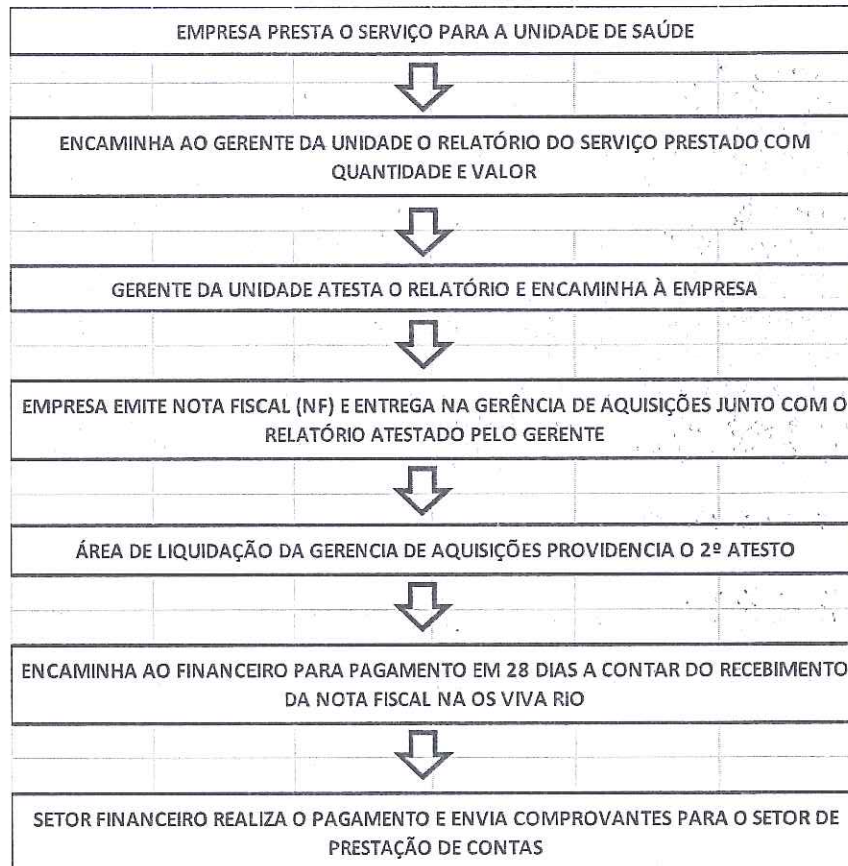 EMPRESA PRESTA O SERVIÇO PARA A UNIDADE DE SAÚDE
ENCAMINHA AO GERENTE DA UNIDADE O RELATÓRIO DO SERVIÇO PRESTADO COM
QUANTIDADE E VALOR
GERENTE DA UNIDADE ATESTA O RELATÓRIO E ENCAMINHA À EMPRESA
EMPRESA EMITE NOTA FISCAL (NF) E ENTREGA NA GERÊNCIA DE AQUISIÇÕES JUNTO COM O
RELATÓRIO ATESTADO PELO GERENTE
ÁREA DE LIQUIDAÇÃO DA GERENCIA DE AQUISIÇÕES PROVIDENCIA O 2º ATESTO
ENCAMINHA AO FINANCEIRO PARA PAGAMENTO EM 28 DIAS A CONTAR DO RECEBIMENTO
DA NOTA FISCAL NA OS VIVA RIO
SETOR FINANCEIRO REALIZA O PAGAMENTO E ENVIA COMPROVANTES PARA O SETOR DE
PRESTAÇÃO DE CONTAS